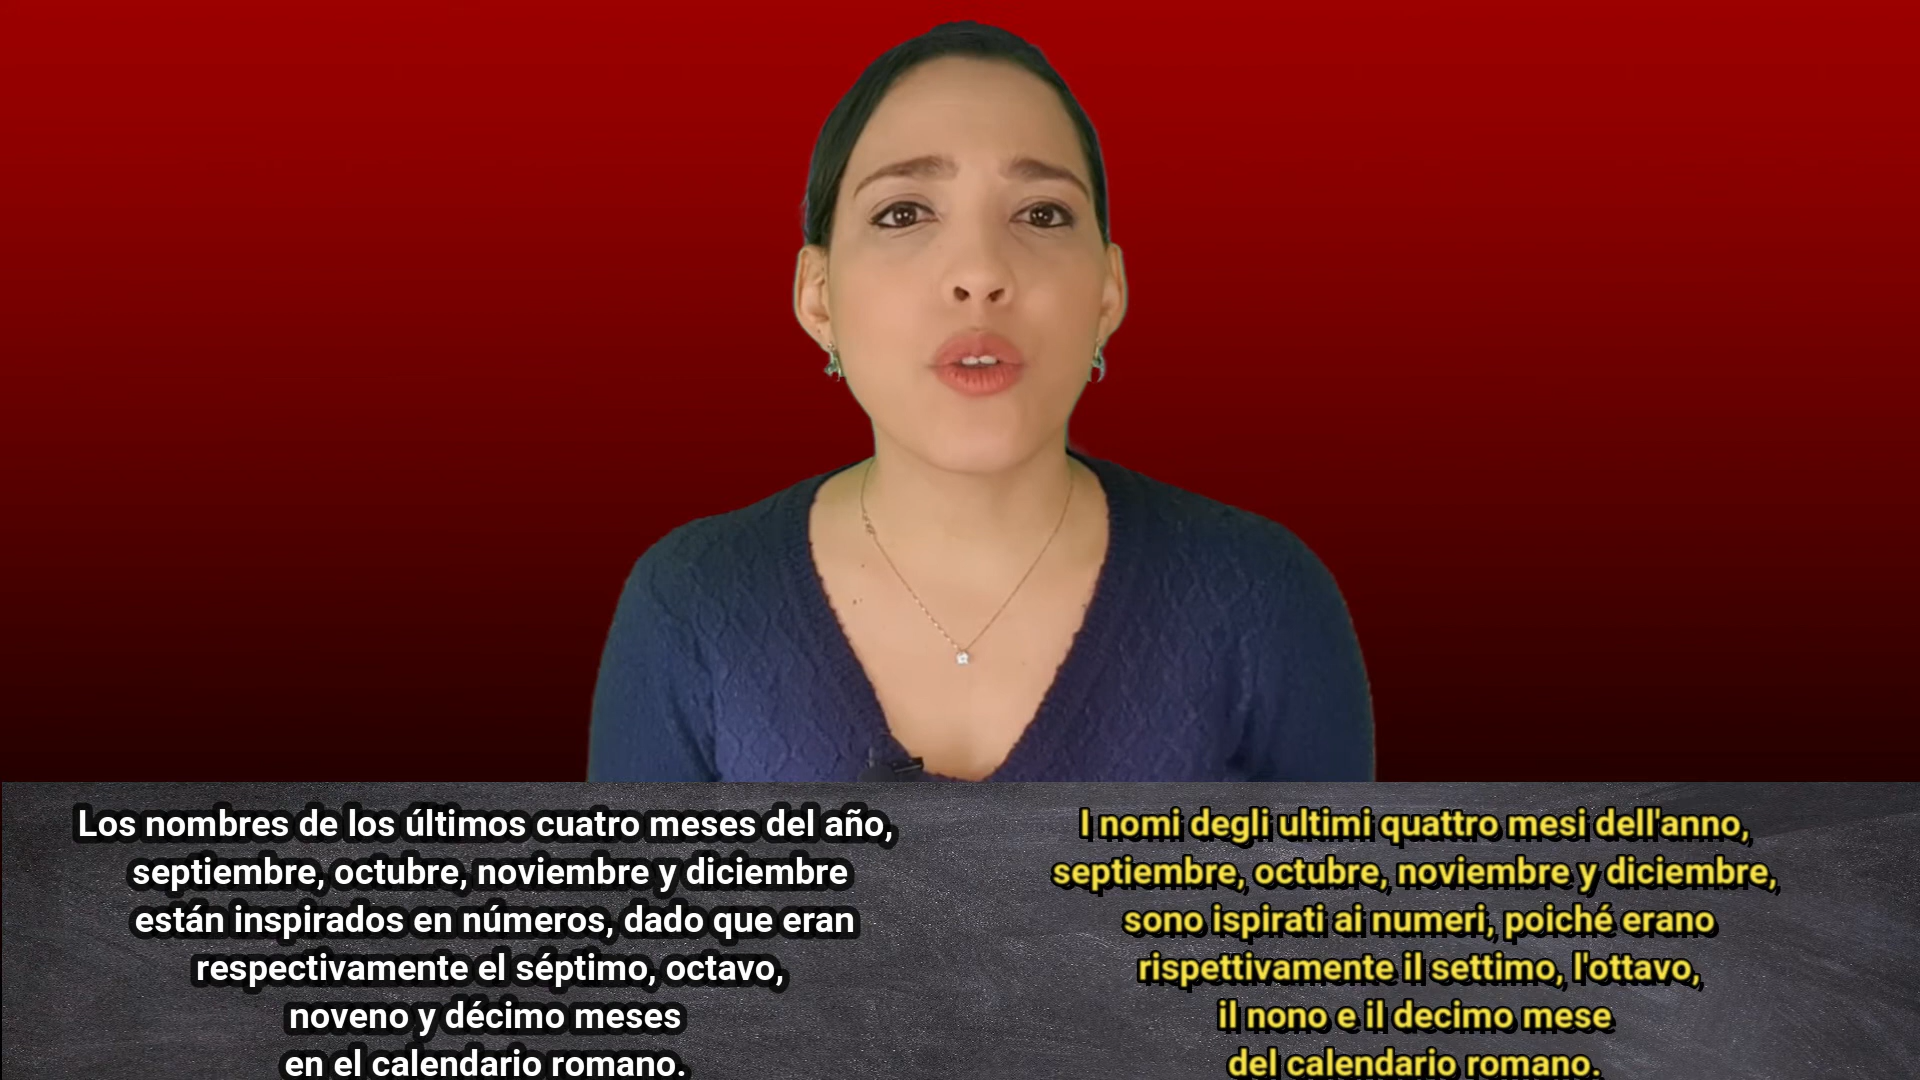 Los nombres de los últimos cuatro meses del año,
septiembre, octubre, noviembre y diciembre
están inspirados en números, dado que eran
respectivamente el séptimo, octavo,
noveno y décimo meses
en el calendario romano.
I nomi degli ultimi quattro mesi dell'anno,
septiembre, octubre, noviembre y diciembre,
sono ispirati ai numeri, poiché erano
rispettivamente il settimo, l'ottavo,
il nono e il decimo mese
del calendario romano.